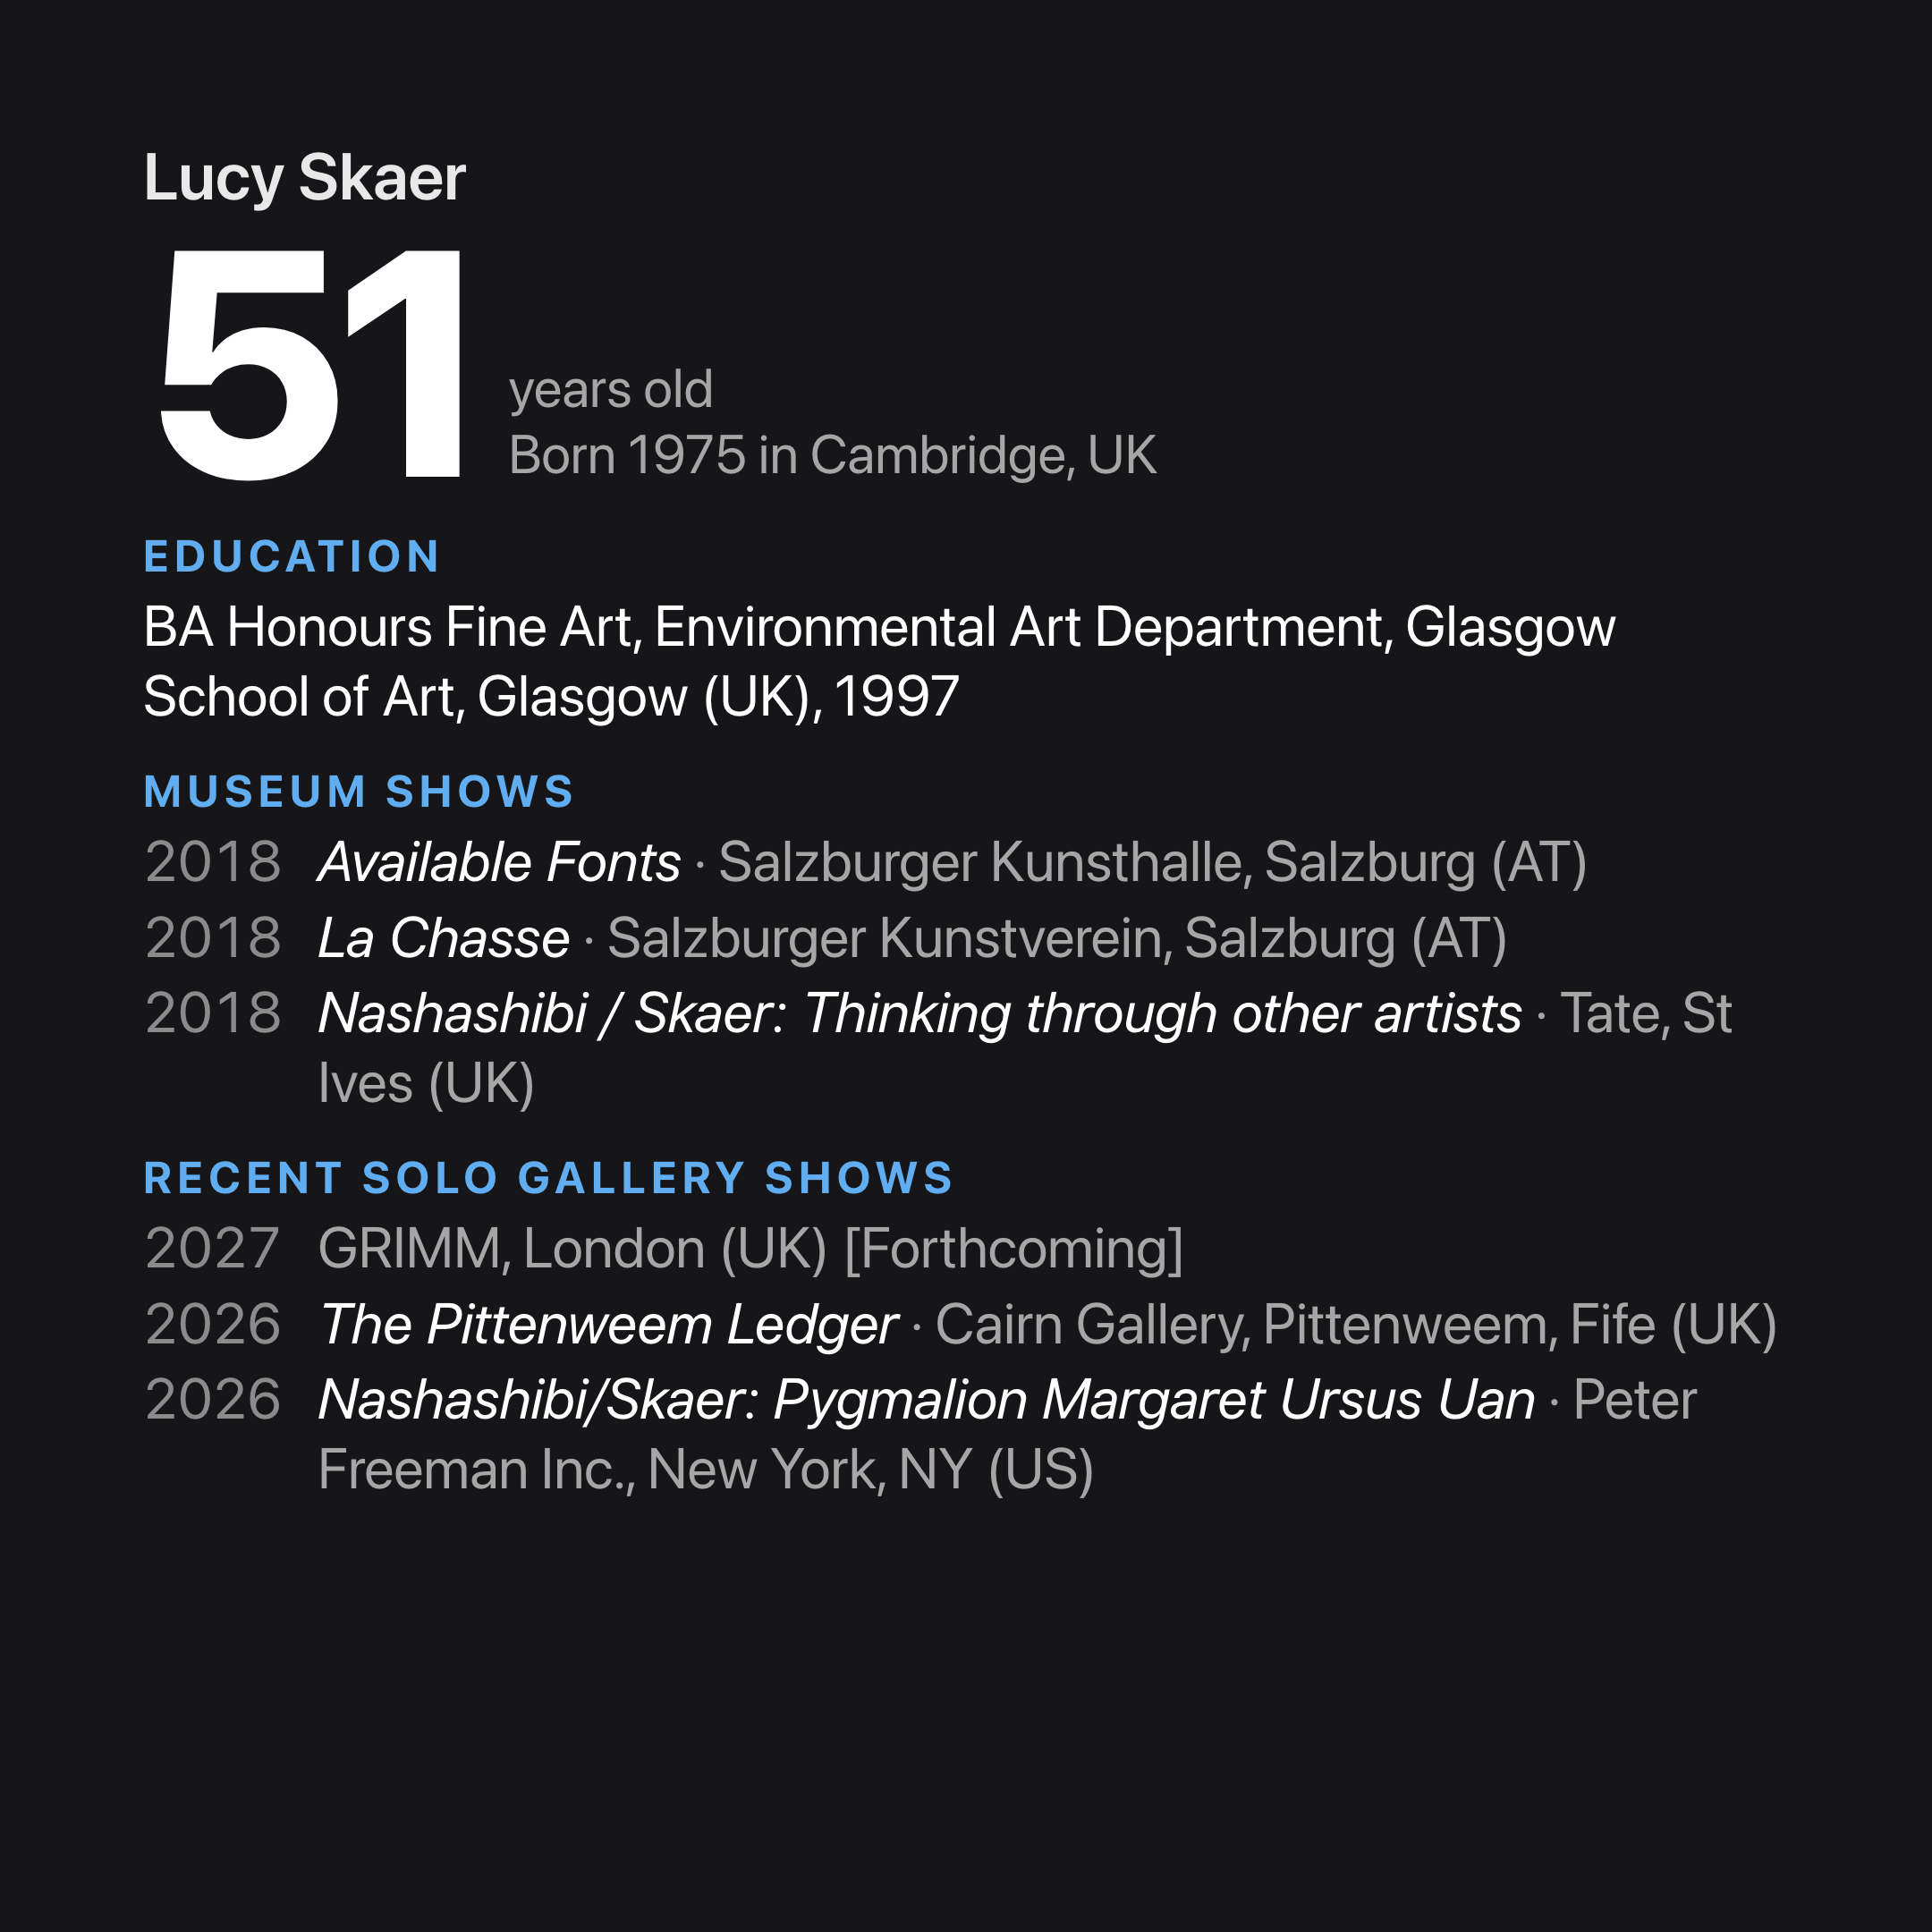 Lucy Skaer
51
years old
Born 1975 in Cambridge, UK
EDUCATION
BA Honours Fine Art, Environmental Art Department, Glasgow
School of Art, Glasgow (UK), 1997
MUSEUM SHOWS
2018 Available Fonts · Salzburger Kunsthalle, Salzburg (AT)
2018 La Chasse · Salzburger Kunstverein, Salzburg (AT)
2018 Nashashibi / Skaer: Thinking through other artists · Tate, St
Ives (UK)
RECENT SOLO GALLERY SHOWS
2027 GRIMM, London (UK) [Forthcoming]
2026 The Pittenweem Ledger · Cairn Gallery, Pittenweem, Fife (UK)
2026 Nashashibi/Skaer: Pygmalion Margaret Ursus Uan · Peter
Freeman Inc., New York, NY (US)